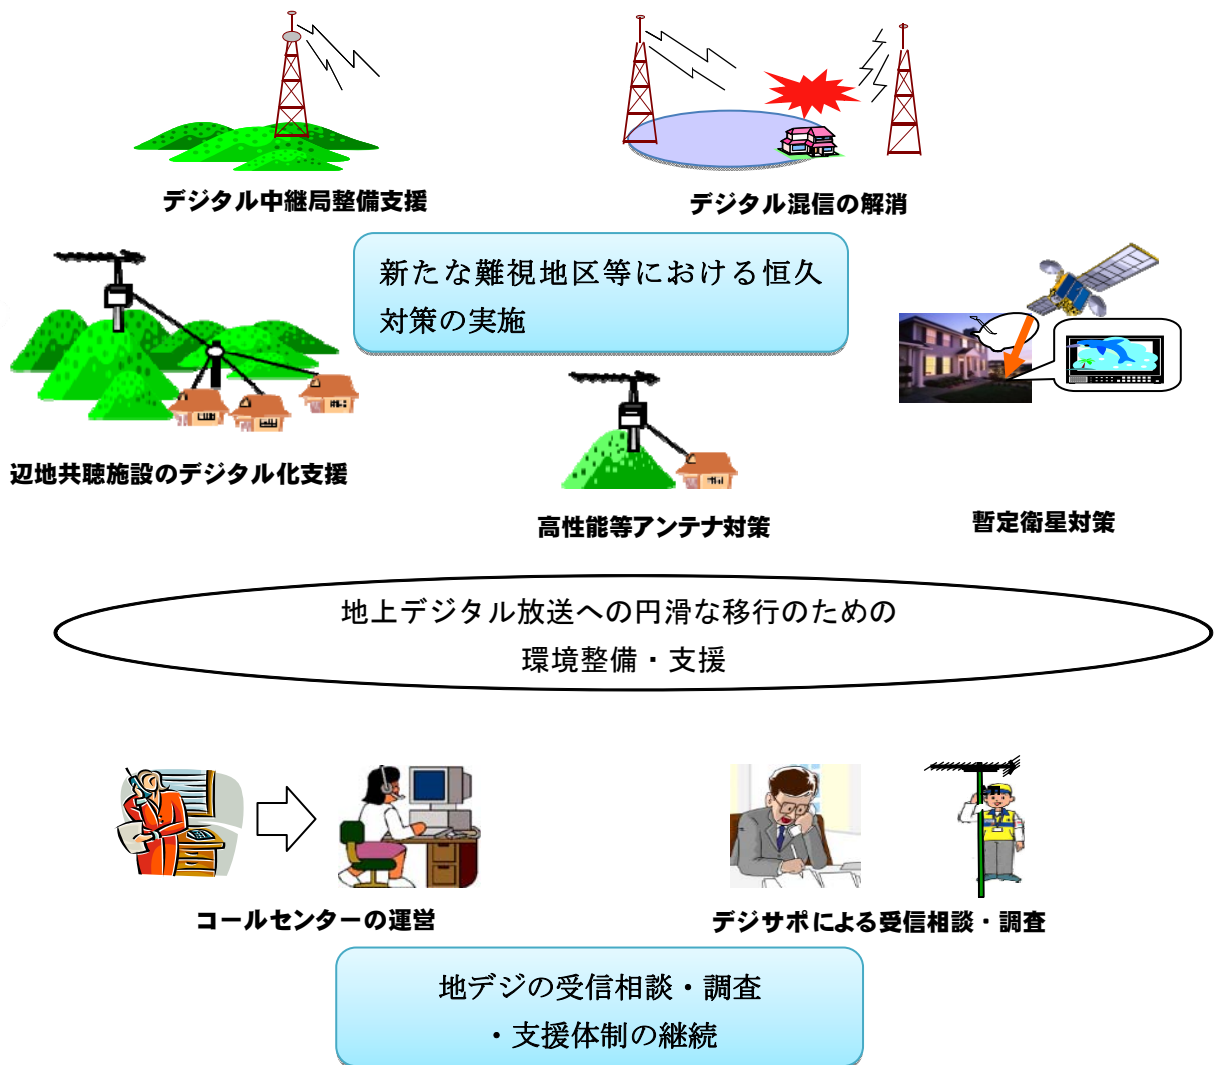 デジタル中継局整備支援
デジタル混信の解消
新たな難視地区等における恒久
対策の実施
辺地共聴施設のデジタル化支援
高性能等アンテナ対策
暫定衛星対策
地上デジタル放送への円滑な移行のための
環境整備・支援
コールセンターの運営
デジサポによる受信相談・調査
地デジの受信相談・調査
・支援体制の継続